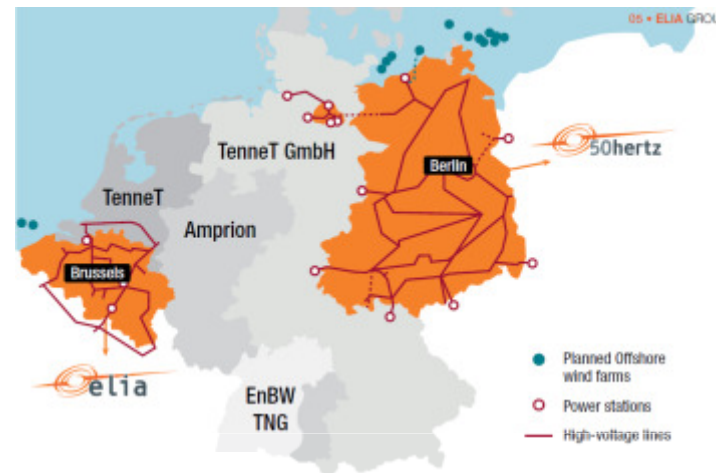 05 • ELIA GROU
50hertz
TenneT GmbH
Berlin
TenneT
Amprion
Brussels
elia
EnBW
TNG
Planned Offshore
wind farms
Power stations
High-voltage lines